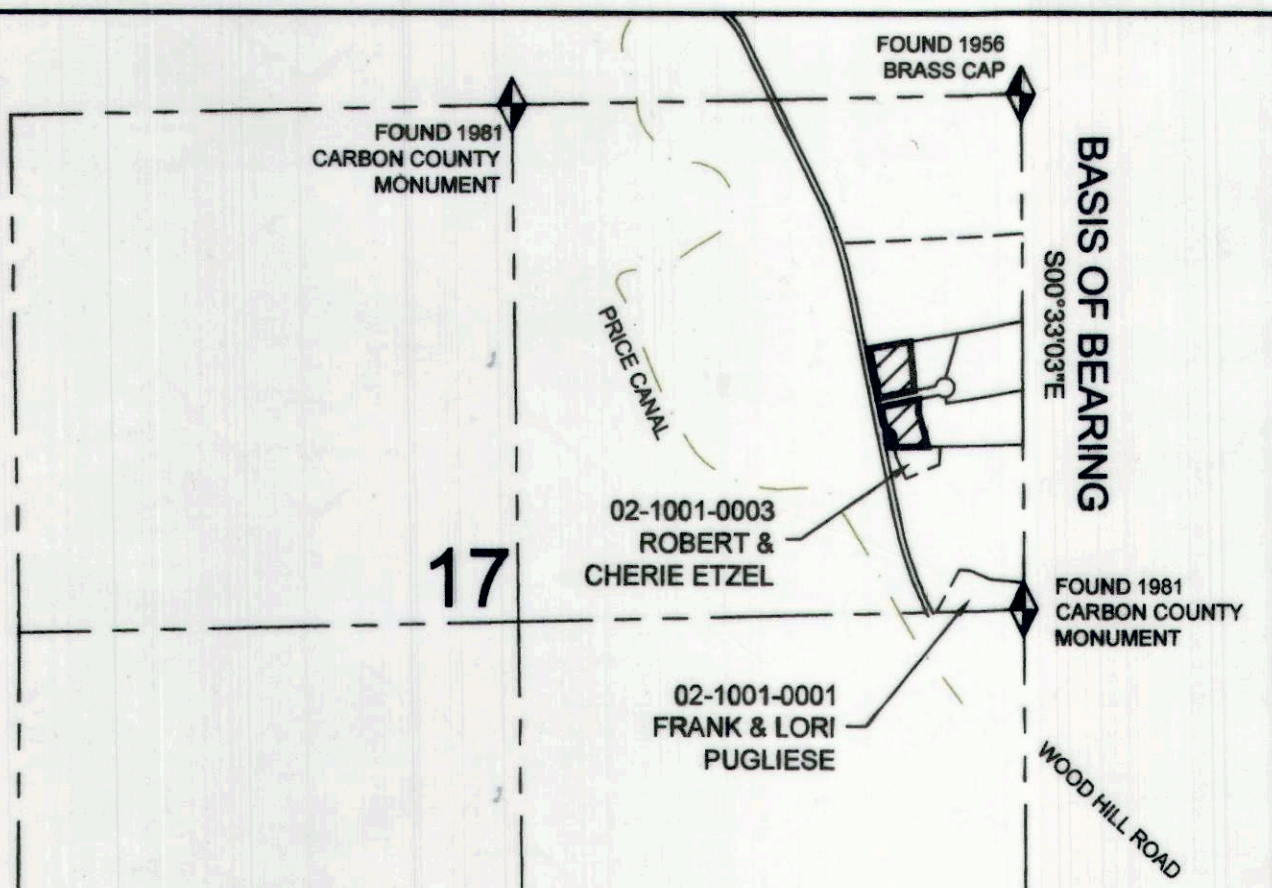 FOUND 1956
BRASS CAP
FOUND 1981
CARBON COUNTY
MONUMENT
BASIS OF BEARING
S00°33'03"E
PRICE CANAL
02-1001-0003
ROBERT &
CHERIE ETZEL
17
FOUND 1981
CARBON COUNTY
MONUMENT
02-1001-0001
FRANK & LORI
PUGLIESE
WOOD HILL ROAD